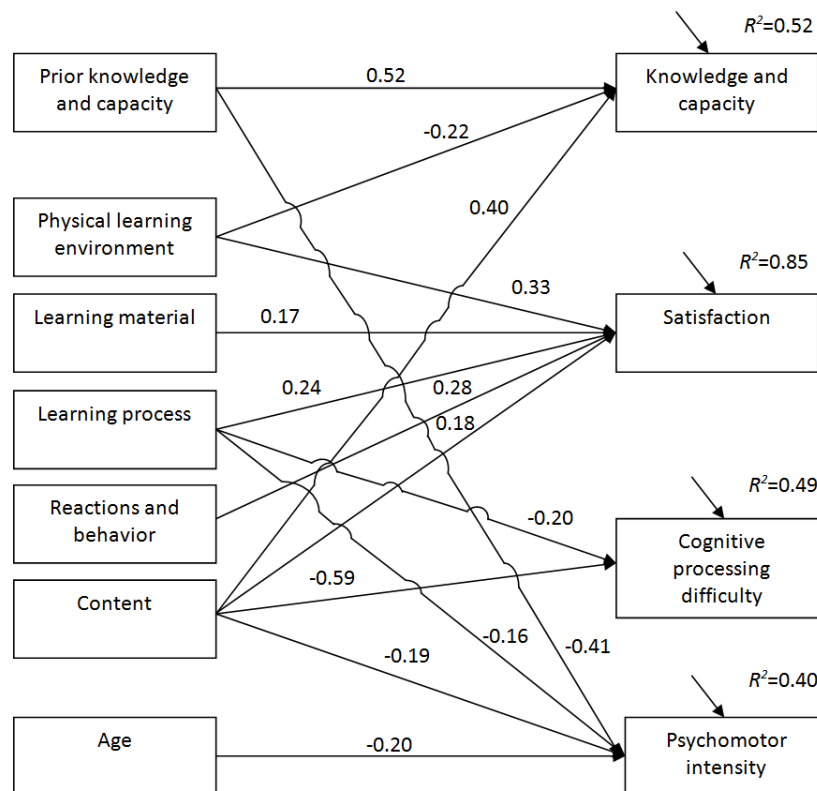 R²=0.52
Prior knowledge
and capacity
0.52
Knowledge and
capacity
-0.22
0.40
Physical learning
environment
R²=0.85
0.33
Learning material
0.17
Satisfaction
0.24
0.28
0.18
Learning process
R²=0.49
Reactions and
behavior
-0.20
Cognitive
processing
difficulty
-0.59
Content
-0.19
-0.16
-0.41
R²=0.40
Age
-0.20
Psychomotor
intensity